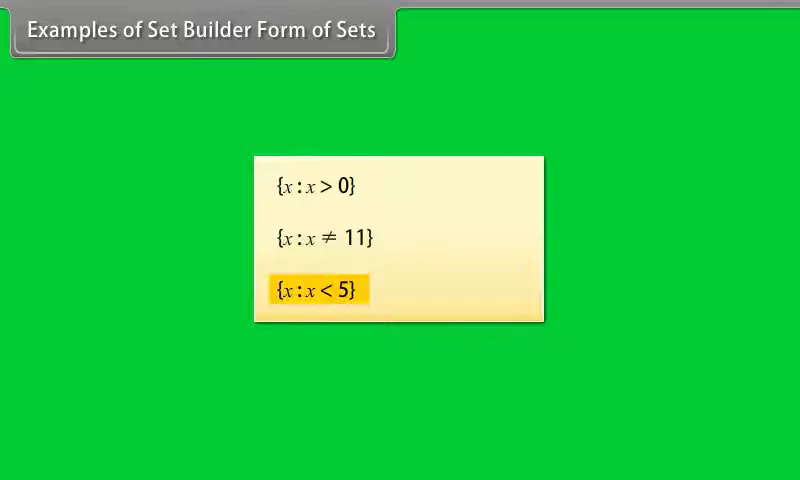 Examples of Set Builder Form of Sets
{x : x > 0}
{x : x ≠ 11}
{x : x < 5}